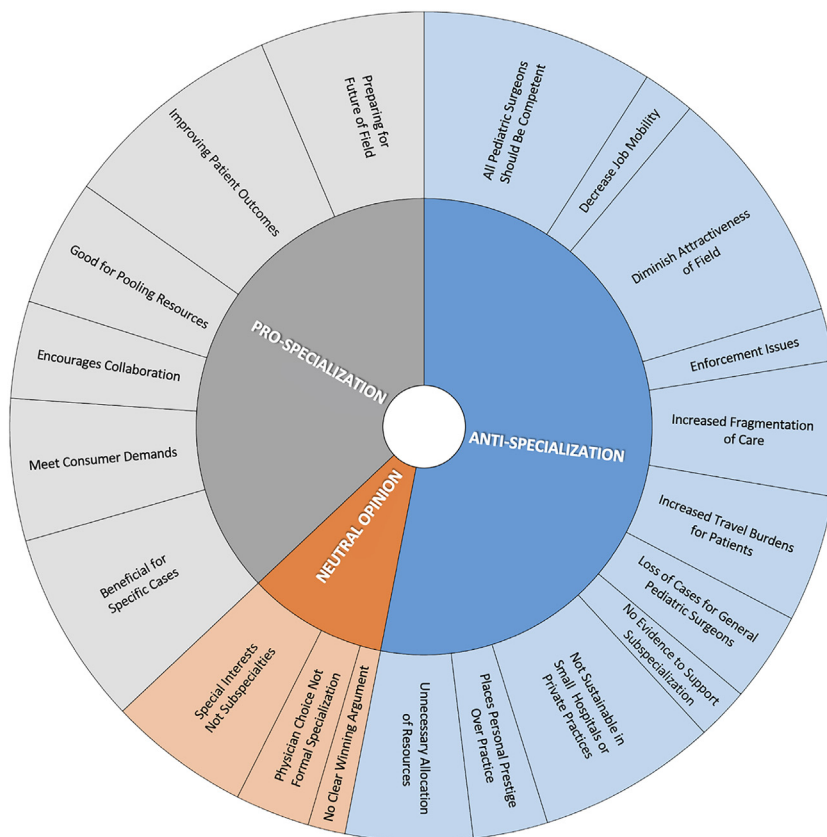 PRO-SPECIALIZATION
ANTI-SPECIALIZATION
NEUTRAL OPINION
All Pediatric Surgeons
Should Be Competent
Decrease Job Mobility
Diminish Attractiveness
of Field
Enforcement Issues
Increased Fragmentation
of Care
Increased Travel Burdens
for Patients
Loss of Cases for General
Pediatric Surgeons
No Evidence to Support
Subspecialization
Not Sustainable in
Small Hospitals or
Private Practices
Places Personal Prestige
Over Practice
Unnecessary Allocation
of Resources
No Clear Winning Argument
Physician Choice Not
Formal Specialization
Special Interests
Not Subspecialties
Beneficial for
Specific Cases
Meet Consumer Demands
Encourages Collaboration
Good for Pooling Resources
Improving Patient Outcomes
Preparing for
Future of Field